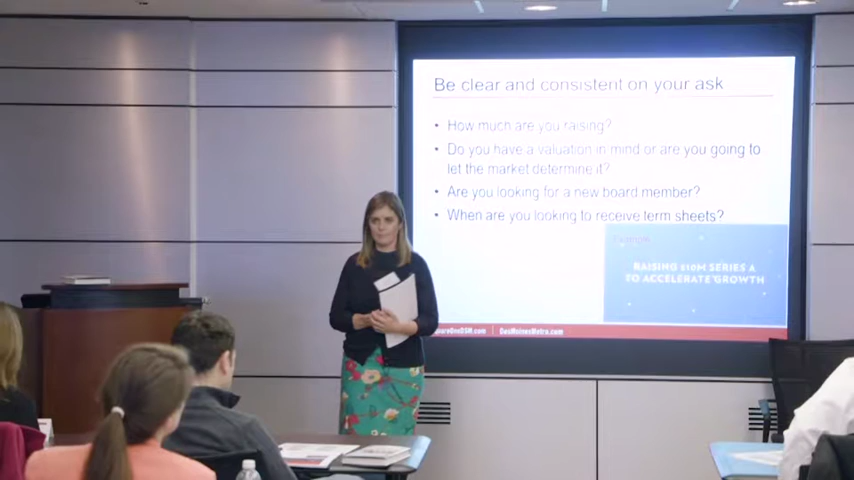 Be clear and consistent on your ask
• How much are you raising?
• Do you have a valuation in mind or are you going to
let the market determine it?
• Are you looking for a new board member?
• When are you looking to receive term sheets?
RAISING $10M SERIES A
TO ACCELERATE GROWTH
DesMoinesMetro.com